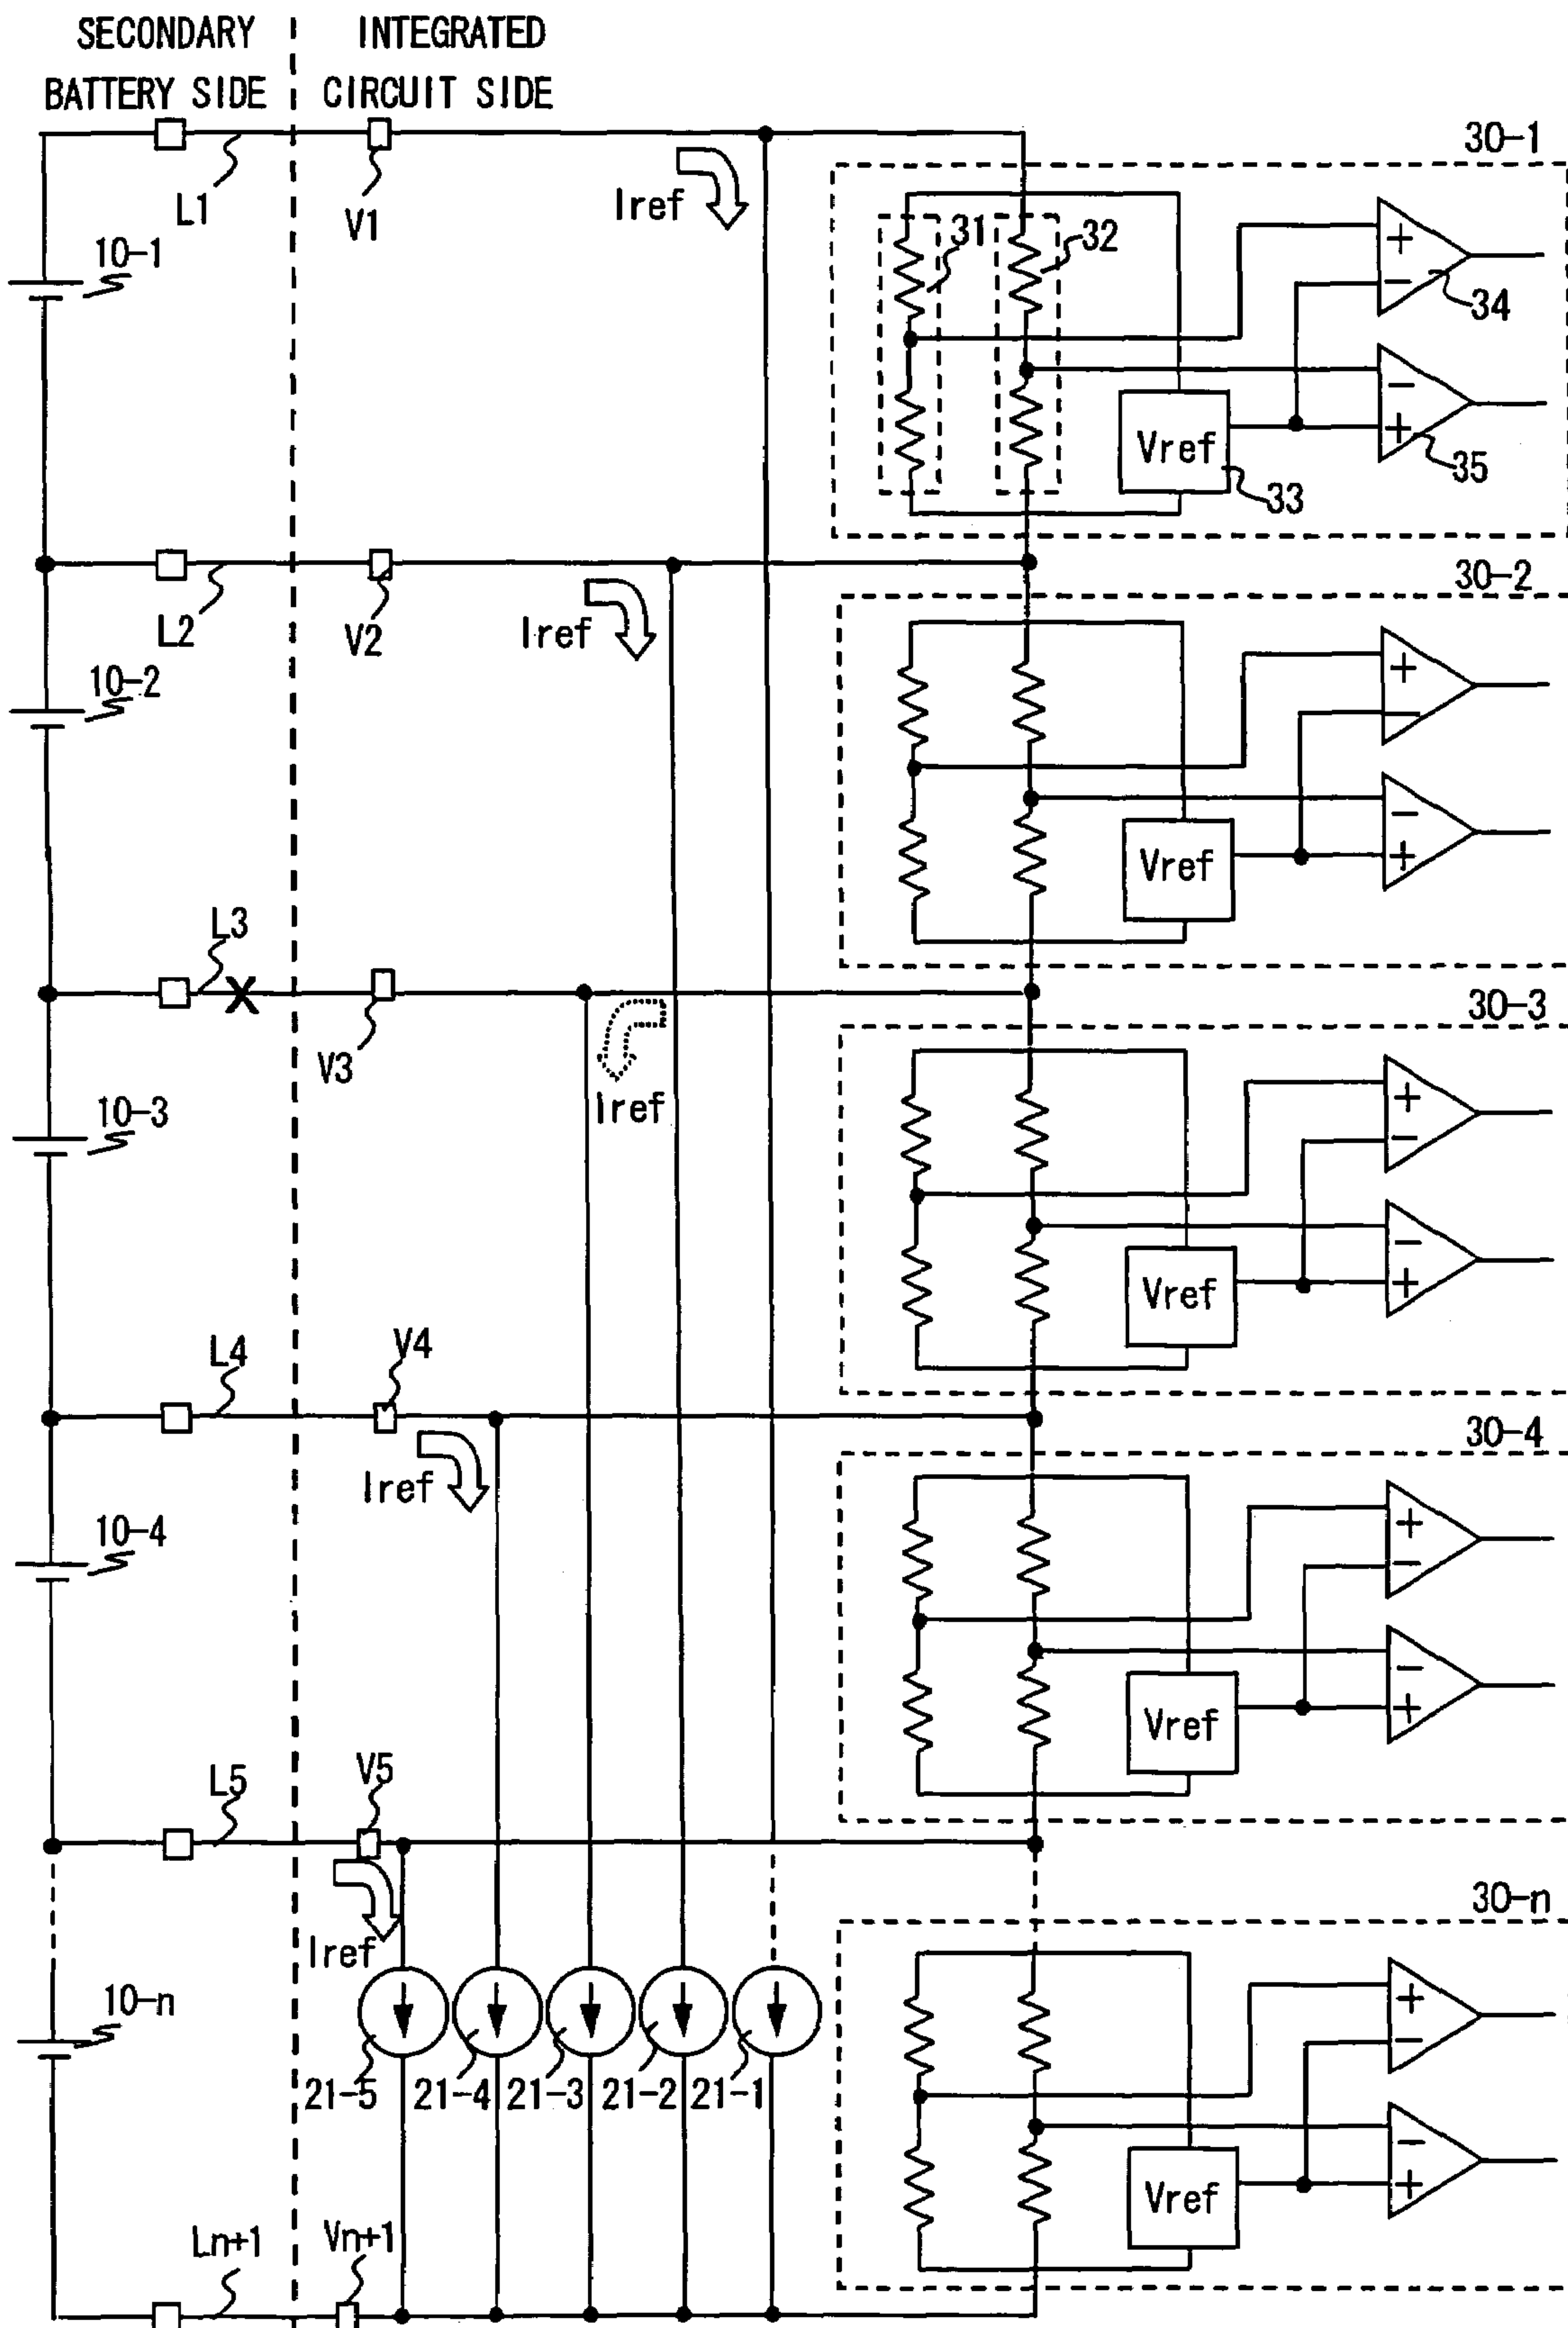 SECONDARY
BATTERY SIDE
INTEGRATED
CIRCUIT SIDE
30-1
L1
V1
Iref
10-1
31
32
+
−
34
−
+
35
Vref
33
30-2
L2
V2
Iref
10-2
+
−
−
+
Vref
L3
X
V3
Iref
30-3
10-3
+
−
−
+
Vref
L4
V4
Iref
30-4
10-4
+
−
−
+
Vref
L5
V5
Iref
30-n
10-n
+
−
−
+
Vref
21-5
21-4
21-3
21-2
21-1
Ln+1
Vn+1